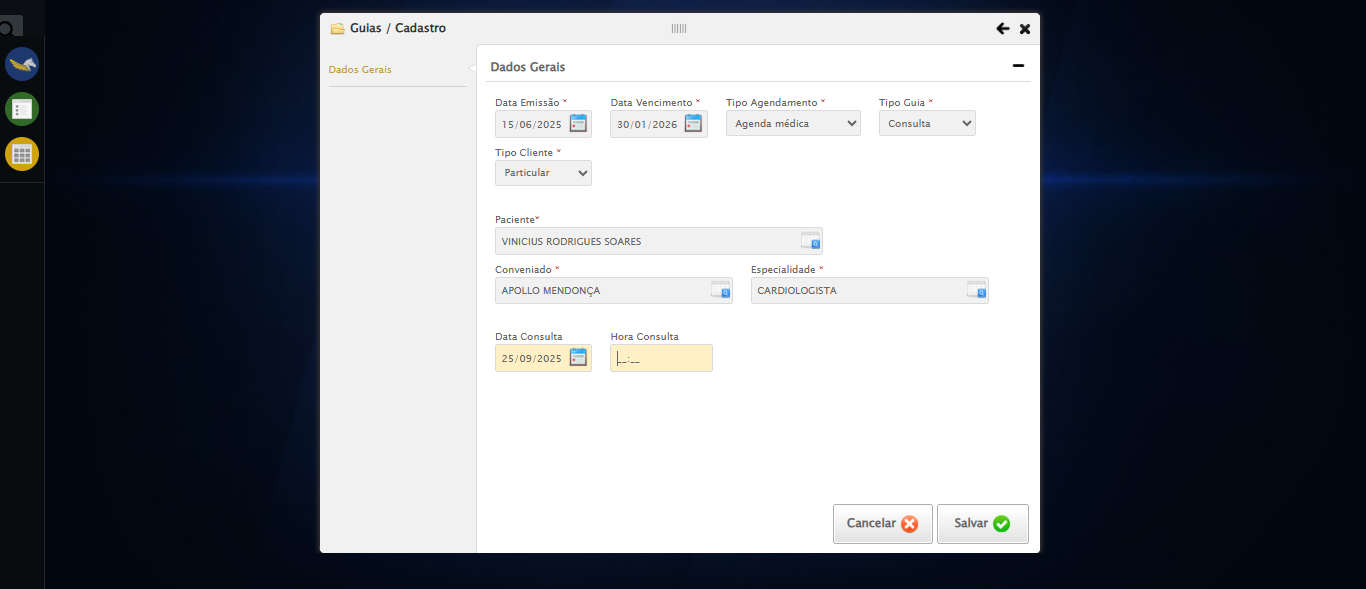 Guias / Cadastro
Dados Gerais
Dados Gerais
Data Emissão * Data Vencimento * Tipo Agendamento * Tipo Guia *
15/06/2025 30/01/2026 Agenda médica Consulta
Tipo Cliente *
Particular
Paciente*
VINICIUS RODRIGUES SOARES
Conveniado * Especialidade *
APOLLO MENDONÇA CARDIOLOGISTA
Data Consulta Hora Consulta
25/09/2025 __:__
Cancelar Salvar